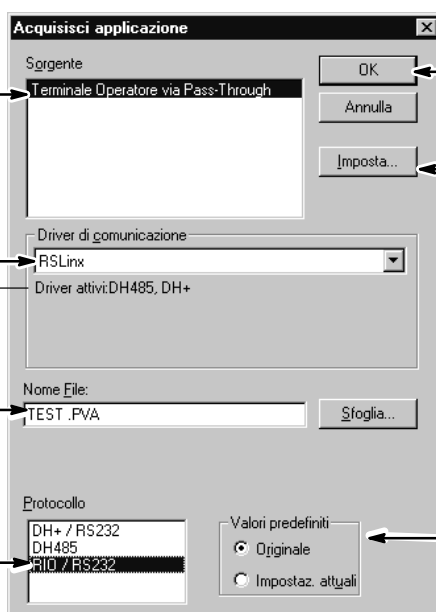 Acquisisci applicazione
Sorgente
Terminale Operatore via Pass-Through
OK
Annulla
Imposta...
Driver di comunicazione
RSLinx
Driver attivi:DH485, DH+
Nome File:
TEST .PVA
Sfoglia...
Protocollo
DH+ / RS232
DH485
RIO / RS232
Valori predefiniti
Originale
Impostaz. attuali